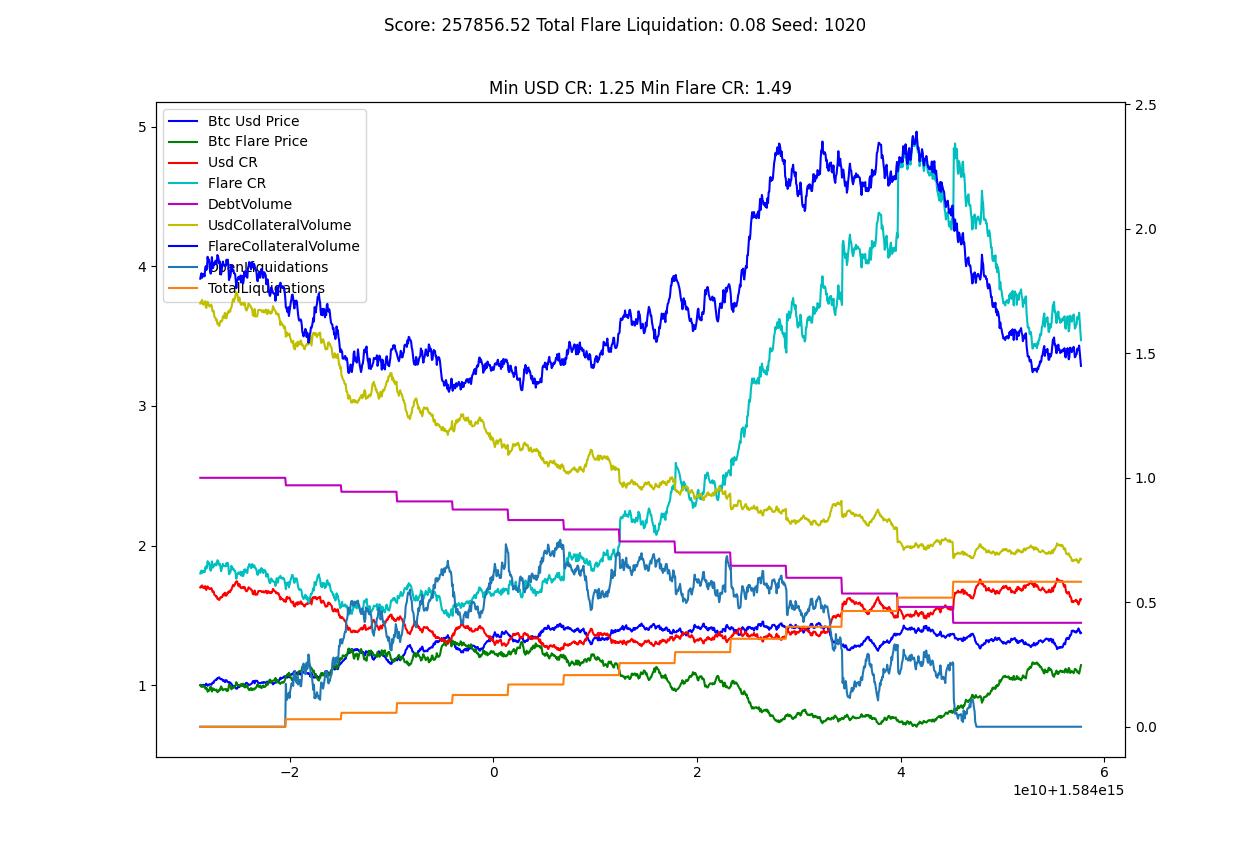 Score: 257856.52 Total Flare Liquidation: 0.08 Seed: 1020
Min USD CR: 1.25 Min Flare CR: 1.49
Btc Usd Price
Btc Flare Price
Usd CR
Flare CR
DebtVolume
UsdCollateralVolume
FlareCollateralVolume
OpenLiquidations
TotalLiquidations
5
4
3
2
1
2.5
2.0
1.5
1.0
0.5
0.0
−2 0 2 4 6
1e10+1.584e15